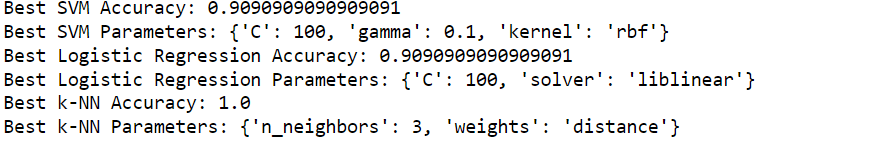 Best SVM Accuracy: 0.9090909090909091
Best SVM Parameters: {'C': 100, 'gamma': 0.1, 'kernel': 'rbf'}
Best Logistic Regression Accuracy: 0.9090909090909091
Best Logistic Regression Parameters: {'C': 100, 'solver': 'liblinear'}
Best k-NN Accuracy: 1.0
Best k-NN Parameters: {'n_neighbors': 3, 'weights': 'distance'}